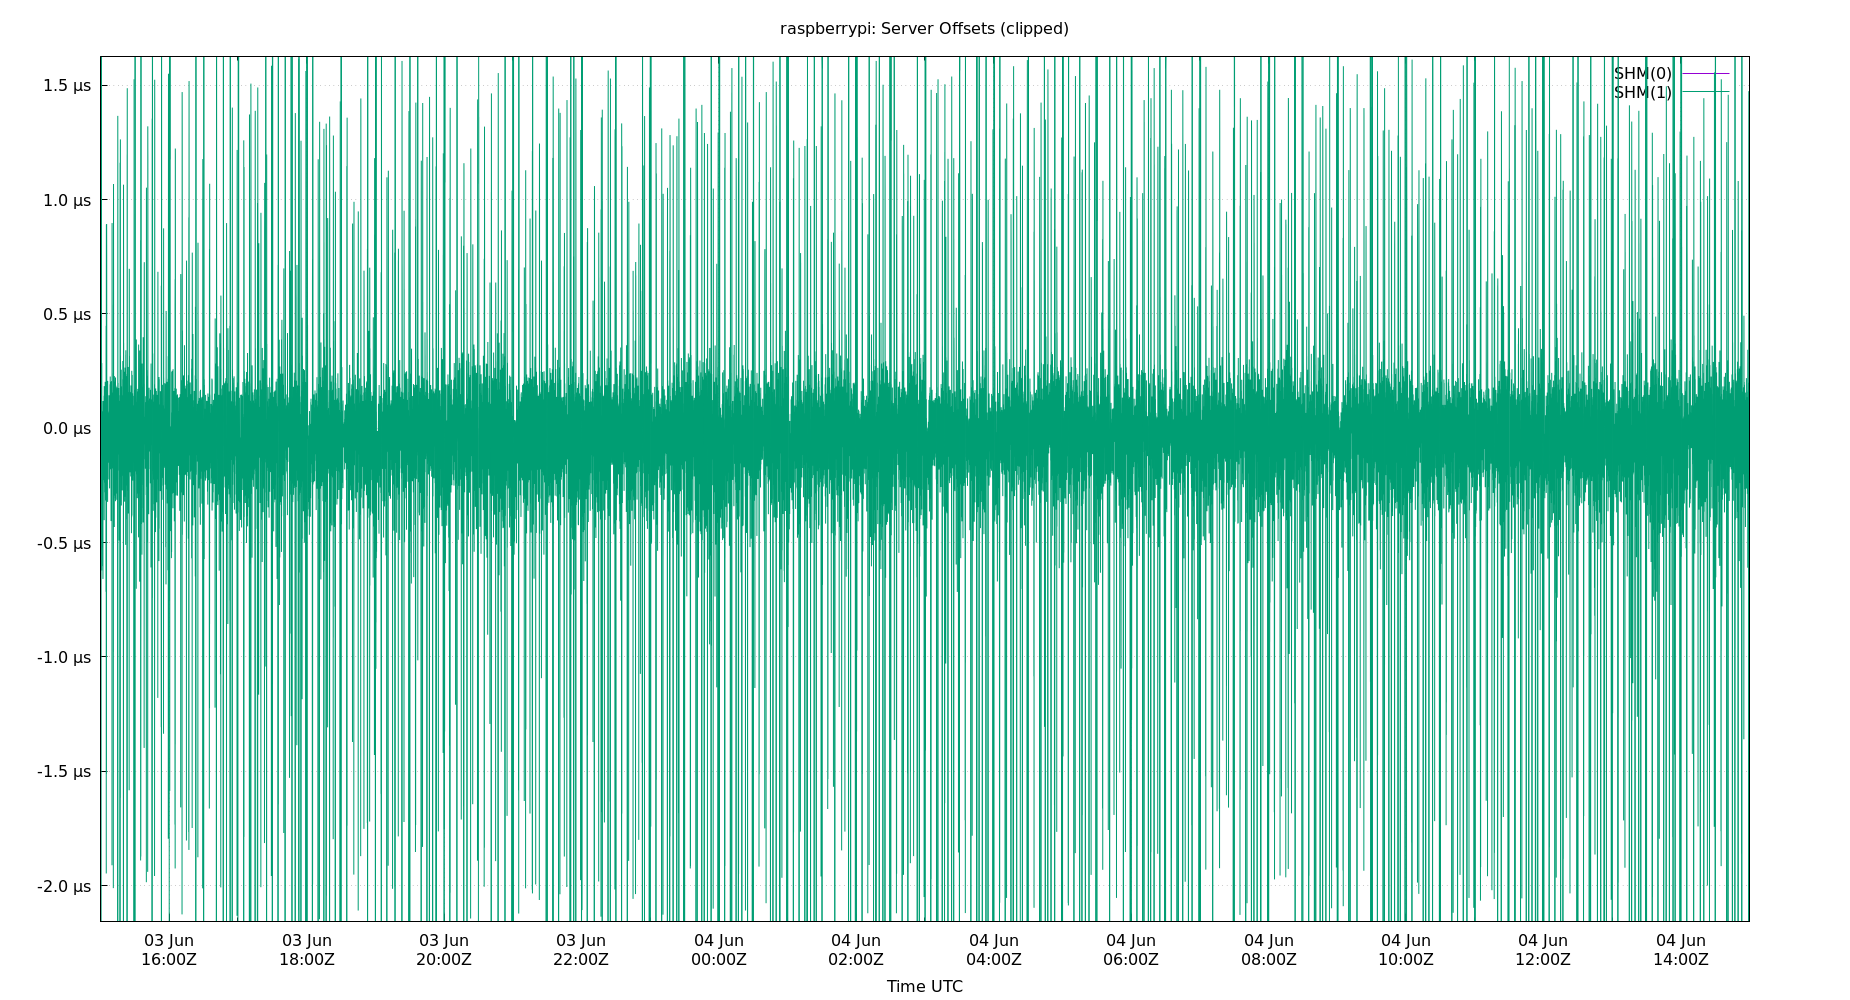 raspberrypi: Server Offsets (clipped)
SHM(0)
SHM(1)
1.5 µs
1.0 µs
0.5 µs
0.0 µs
-0.5 µs
-1.0 µs
-1.5 µs
-2.0 µs
03 Jun 03 Jun 03 Jun 03 Jun 04 Jun 04 Jun 04 Jun 04 Jun 04 Jun 04 Jun 04 Jun 04 Jun
16:00Z 18:00Z 20:00Z 22:00Z 00:00Z 02:00Z 04:00Z 06:00Z 08:00Z 10:00Z 12:00Z 14:00Z
Time UTC